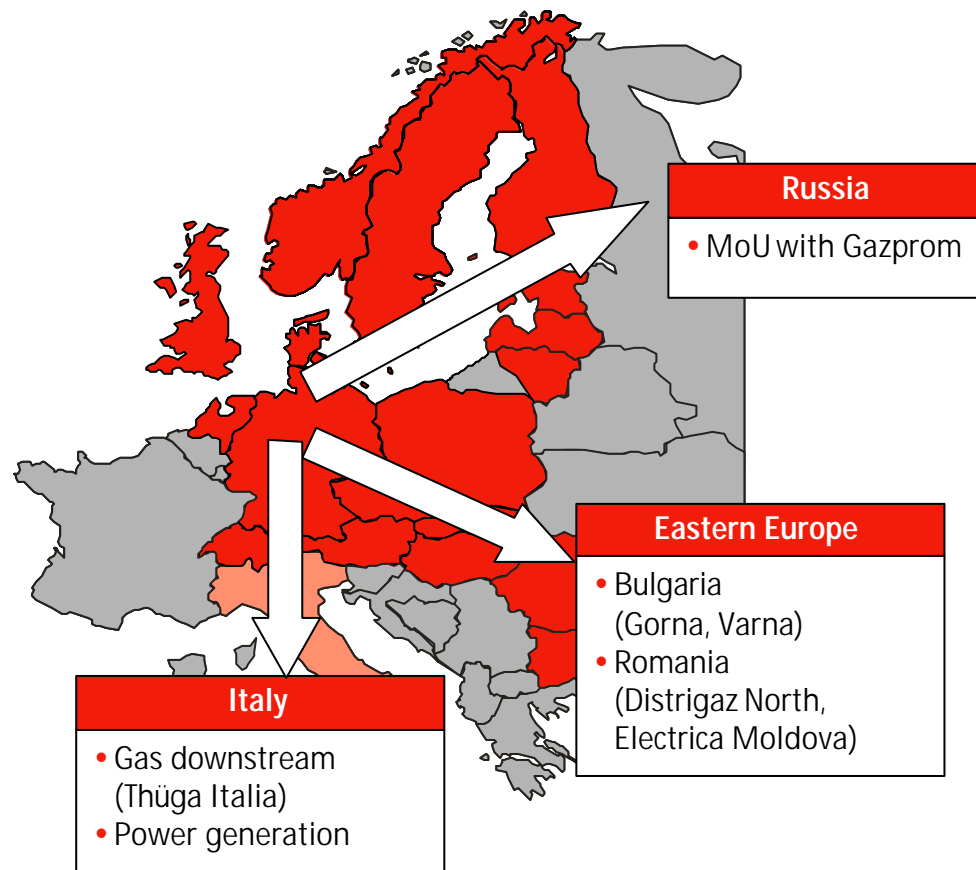 Russia
• MoU with Gazprom
Eastern Europe
• Bulgaria
(Gorna, Varna)
• Romania
(Distrigaz North,
Electrica Moldova)
Italy
• Gas downstream
(Thüga Italia)
• Power generation